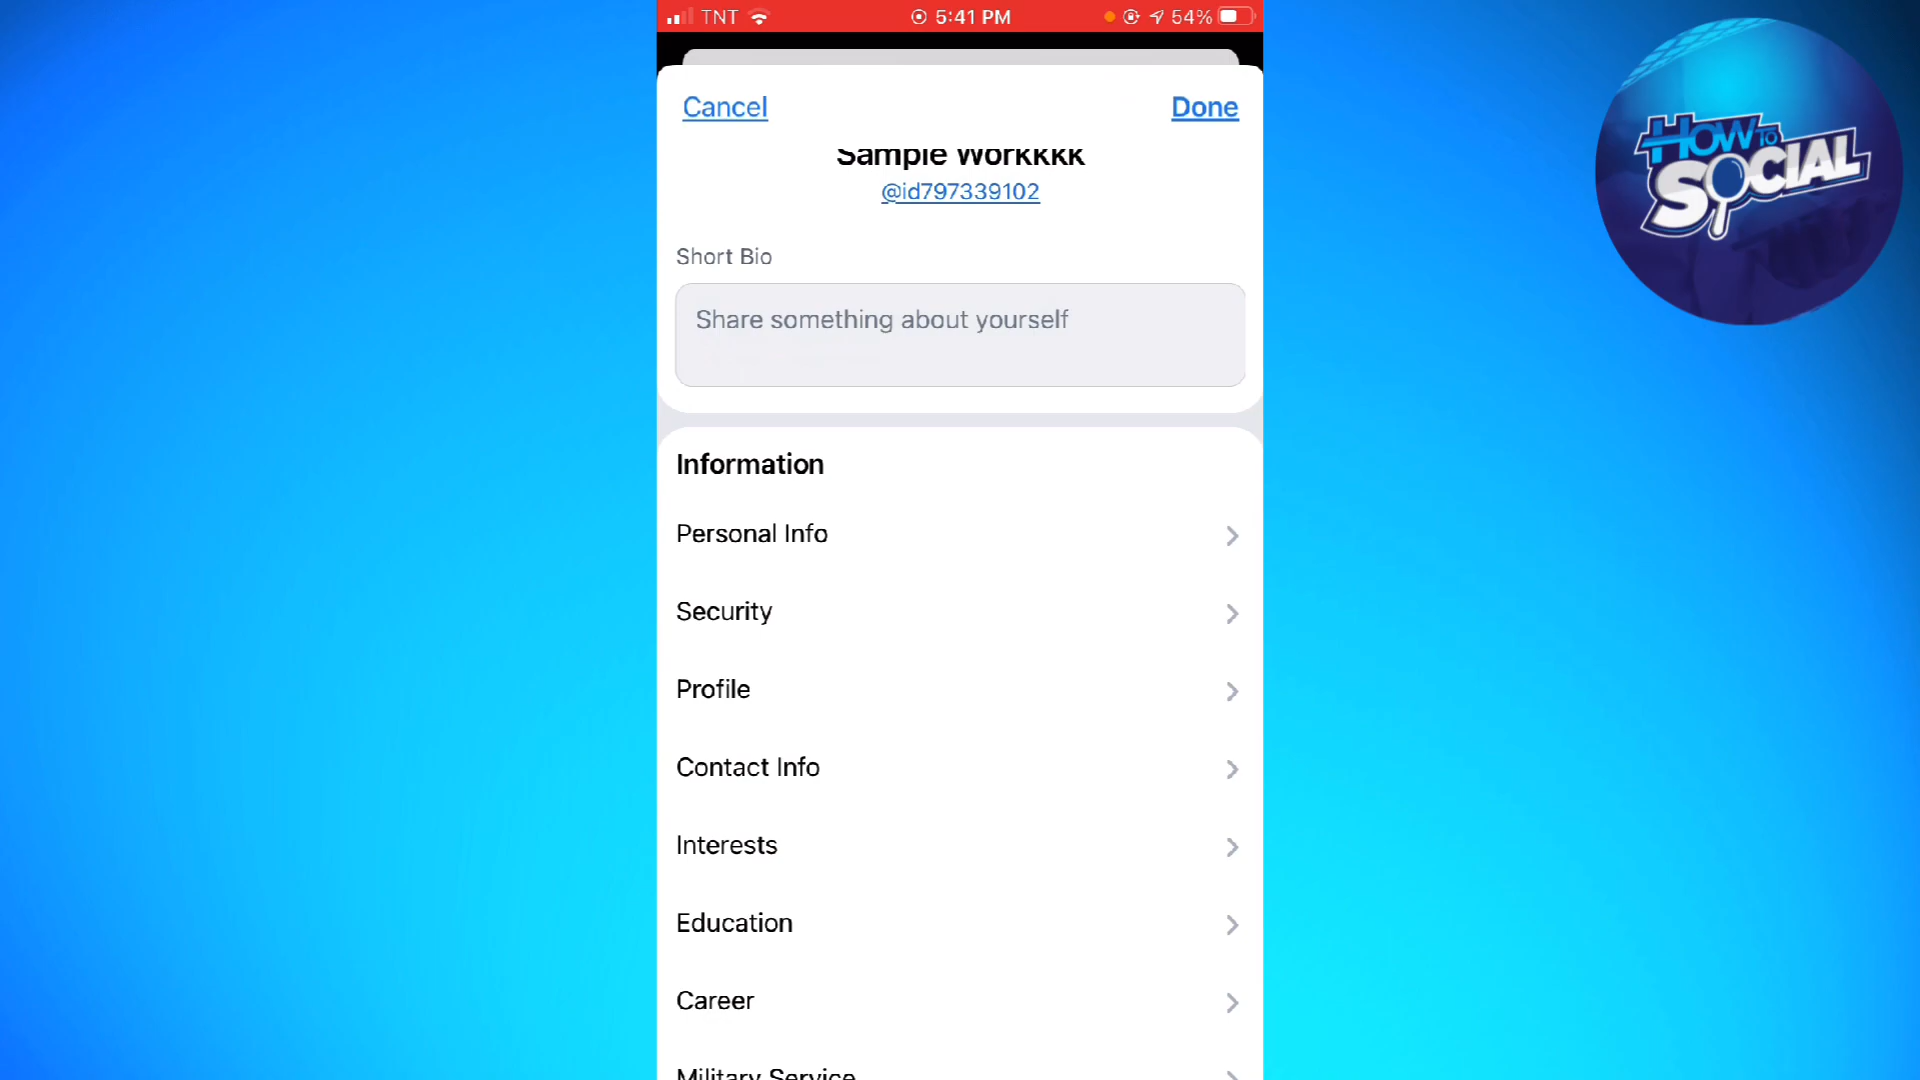 TNT 5:41 PM 54%
Cancel Done
Sample Workkkk
@id797339102
Short Bio
Share something about yourself
Information
Personal Info
Security
Profile
Contact Info
Interests
Education
Career
Military Service
HOW TO
SOCIAL